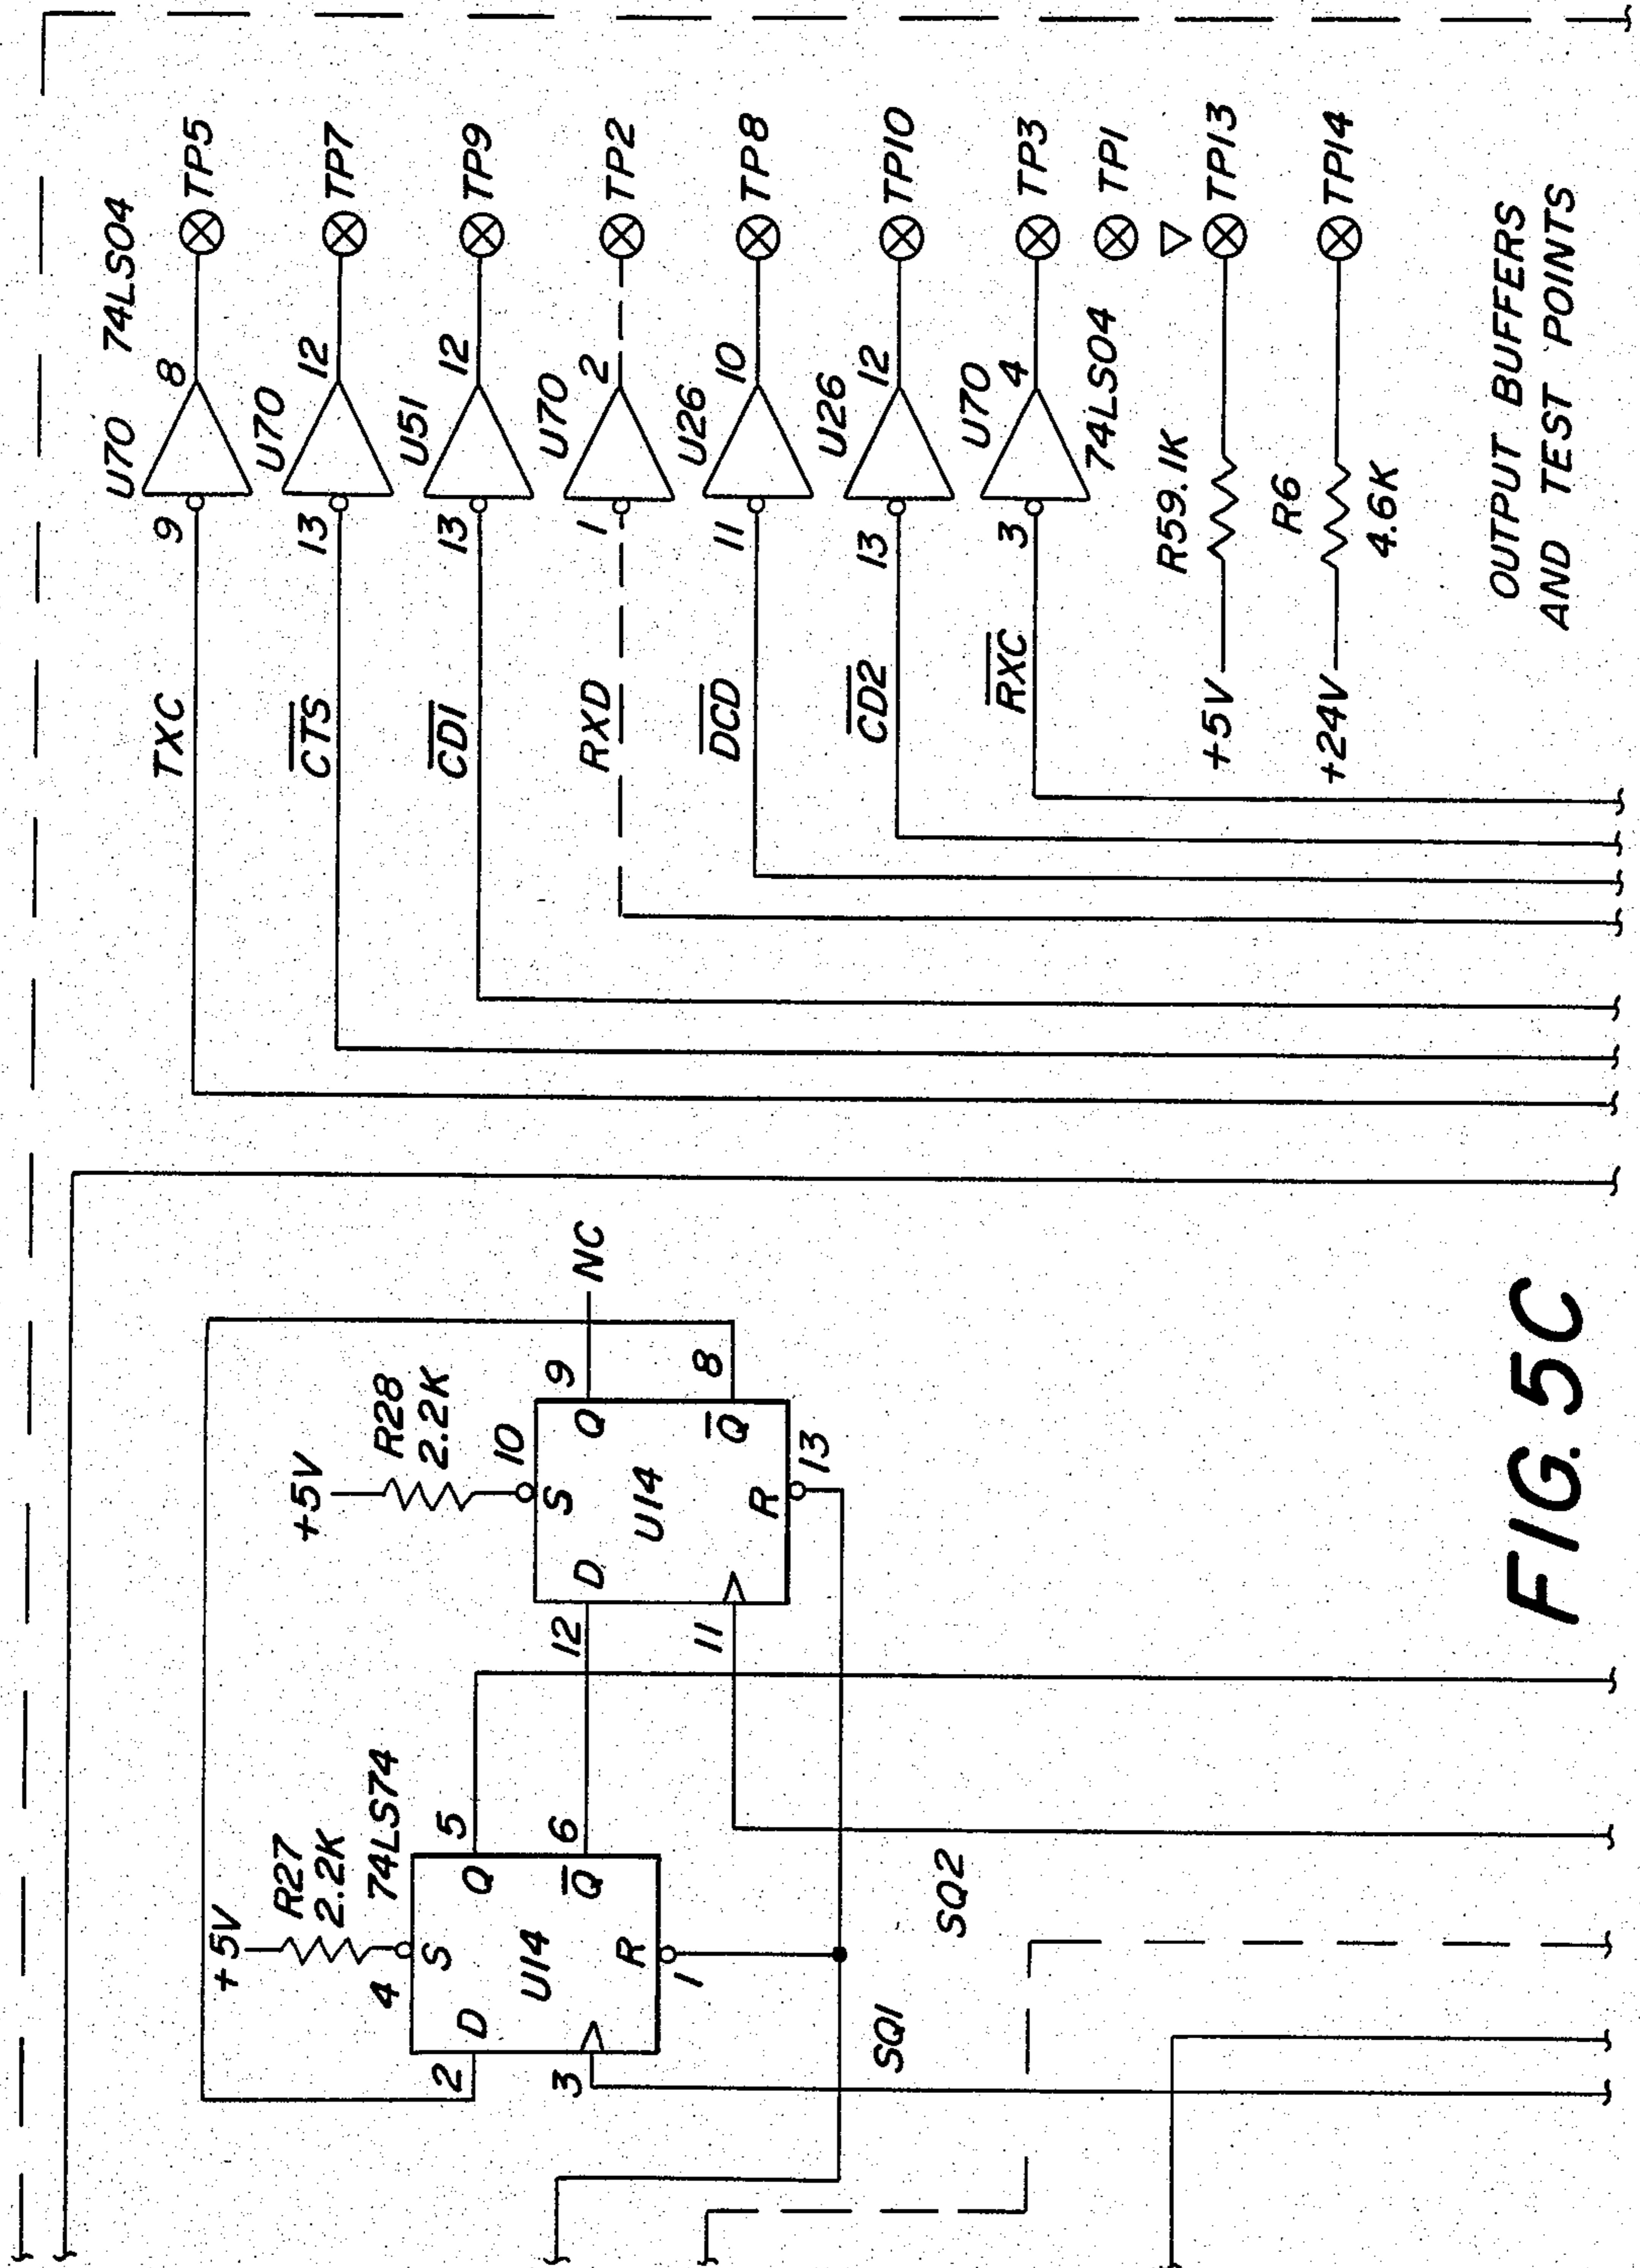 U70 74LS04
9
8
TP5
TXC
U70
13
12
TP7
CTS
U51
13
12
TP9
CD1
U70
1
2
TP2
RXD
U26
11
10
TP8
DCD
U26
13
12
TP10
CD2
U70
3
4
TP3
RXC
74LS04
TP1
R59.1K
+5V
TP13
R6
+24V
TP14
4.6K
OUTPUT BUFFERS
AND TEST POINTS
+5V
R27
2.2K
74LS74
4
S
2
D
Q
5
U14
3
Q
6
R
1
+5V
R28
2.2K
10
S
12
D
Q
9
NC
U14
11
Q
8
R
13
SQ1
SQ2
FIG. 5C